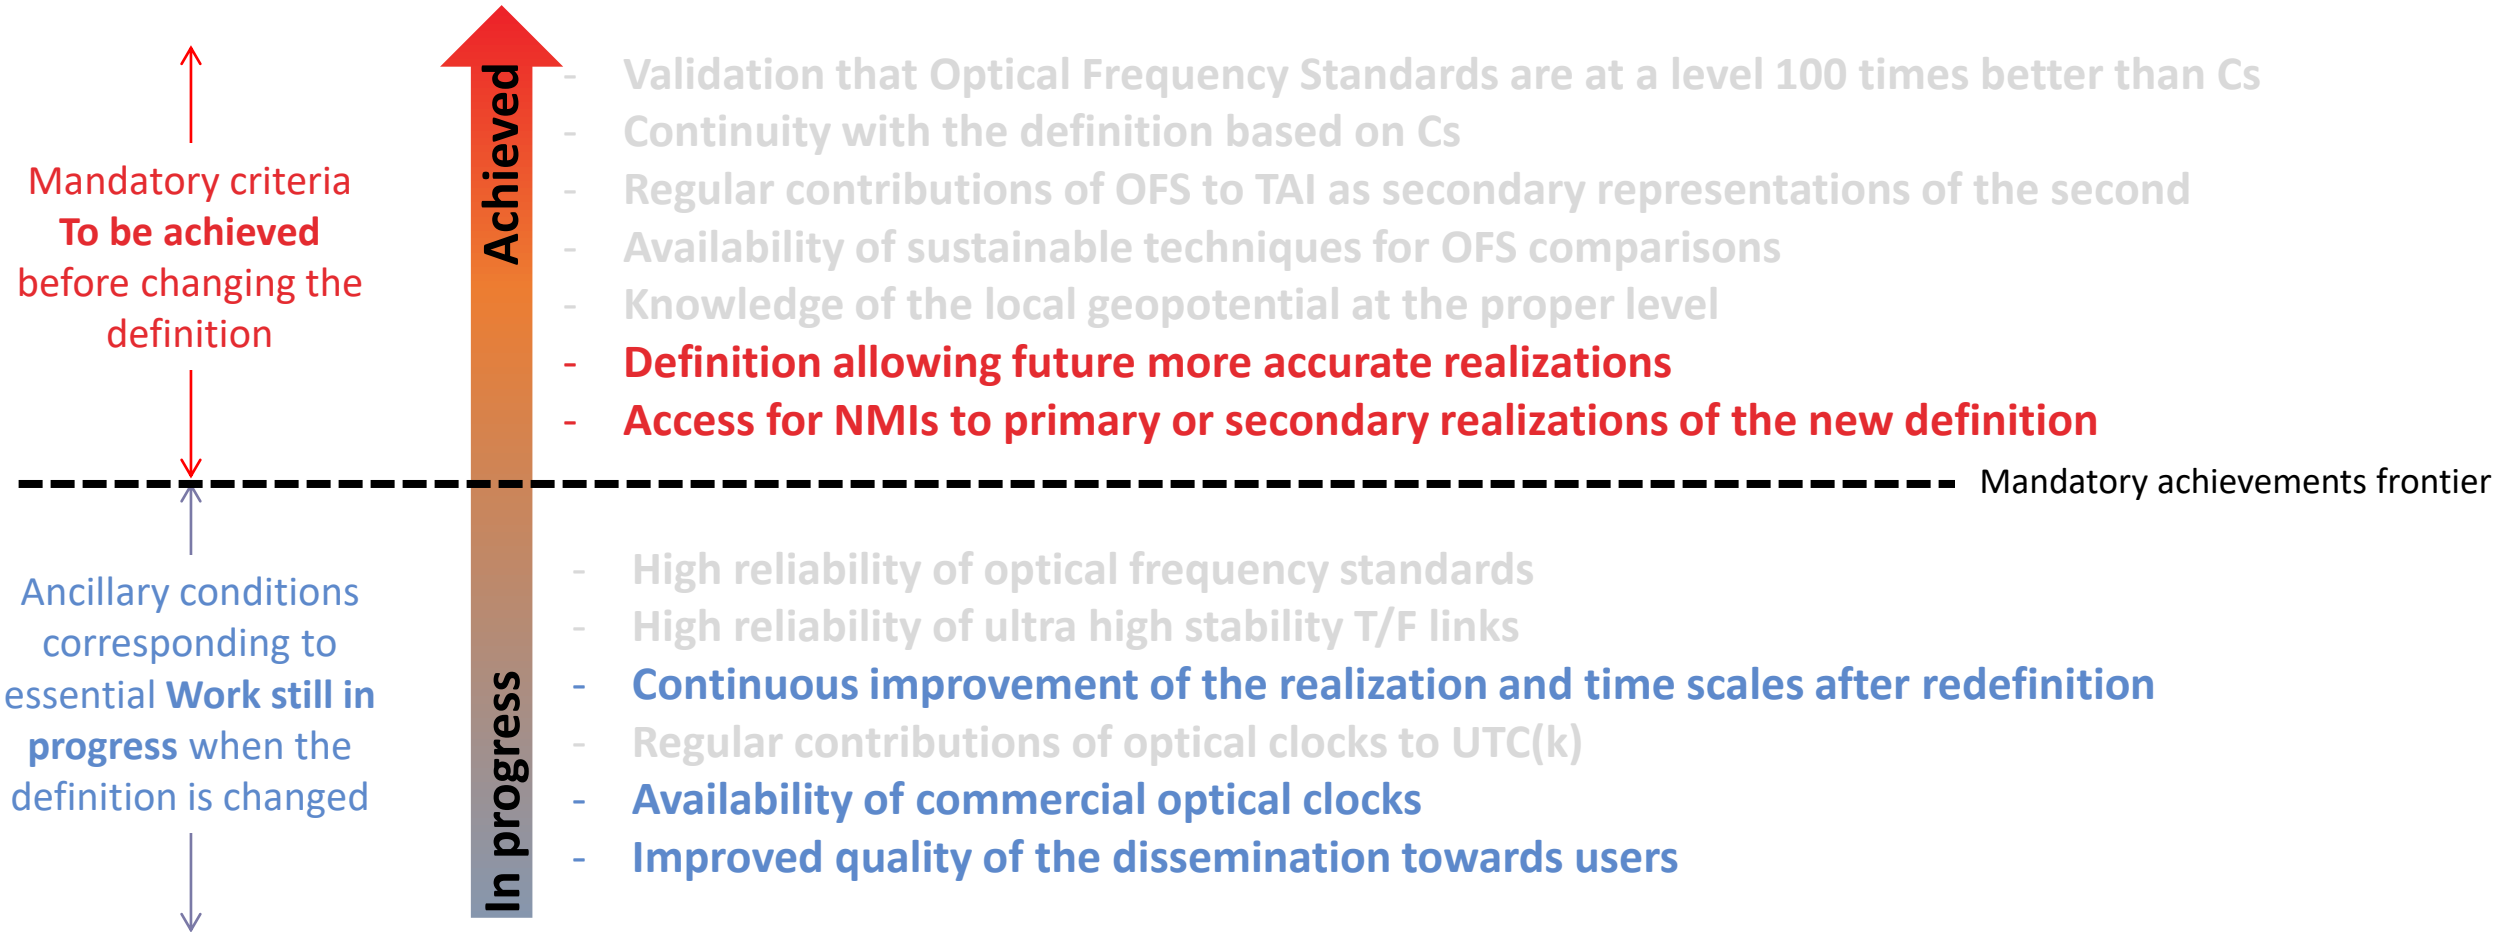 Mandatory criteria
To be achieved
before changing the
definition
Achieved
- Validation that Optical Frequency Standards are at a level 100 times better than Cs
- Continuity with the definition based on Cs
- Regular contributions of OFS to TAI as secondary representations of the second
- Availability of sustainable techniques for OFS comparisons
- Knowledge of the local geopotential at the proper level
- Definition allowing future more accurate realizations
- Access for NMIs to primary or secondary realizations of the new definition
Mandatory achievements frontier
Ancillary conditions
corresponding to
essential Work still in
progress when the
definition is changed
In progress
- High reliability of optical frequency standards
- High reliability of ultra high stability T/F links
- Continuous improvement of the realization and time scales after redefinition
- Regular contributions of optical clocks to UTC(k)
- Availability of commercial optical clocks
- Improved quality of the dissemination towards users